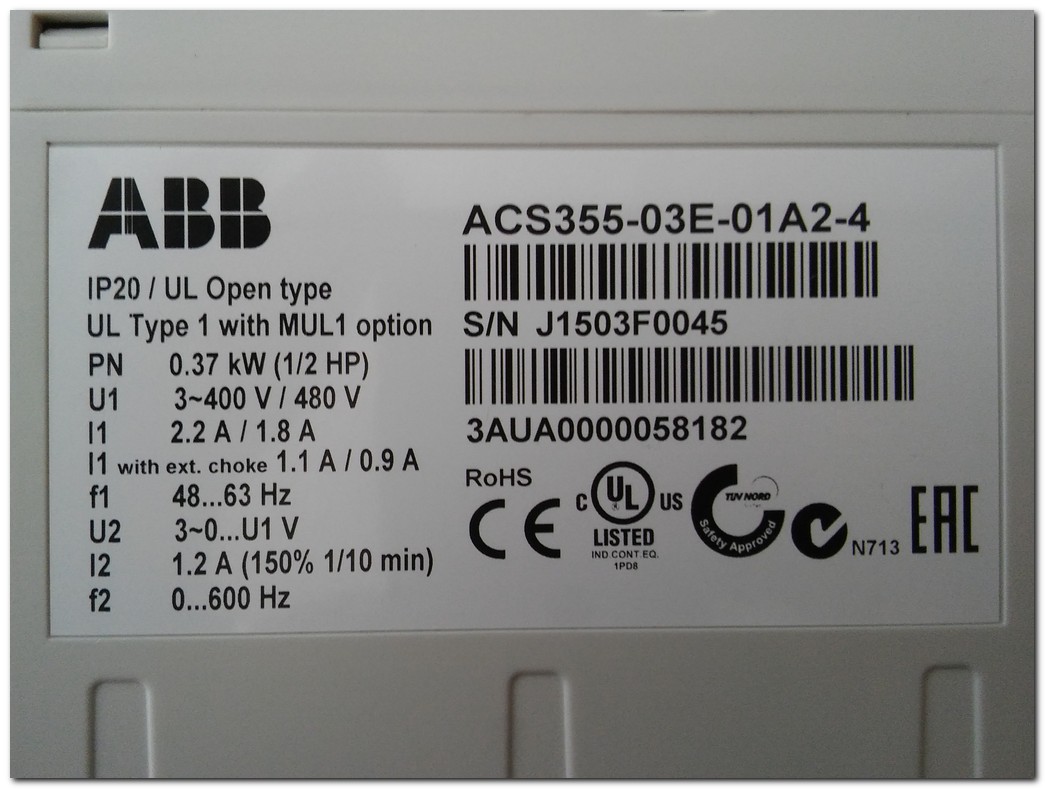 ABB
IP20 / UL Open type
UL Type 1 with MUL1 option
PN 0.37 kW (1/2 HP)
U1 3~400 V / 480 V
I1 2.2 A / 1.8 A
I1 with ext. choke 1.1 A / 0.9 A
f1 48...63 Hz
U2 3~0...U1 V
I2 1.2 A (150% 1/10 min)
f2 0...600 Hz
ACS355-03E-01A2-4
S/N J1503F0045
3AUA0000058182
RoHS
CE
C UL US
LISTED
IND.CONT.EQ.
1PD8
TÜV NORD
Safety Approved
N713
EAC